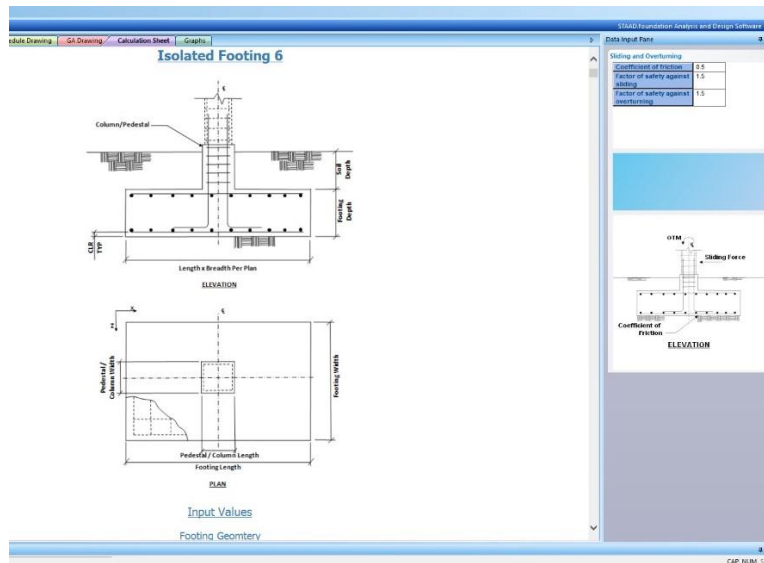 STAAD.Foundation Analysis and Design Software
edule Drawing GA Drawing Calculation Sheet Graphs
Data Input Pane
Isolated Footing 6
Sliding and Overturning
Coefficient of friction 0.5
Factor of safety against sliding 1.5
Factor of safety against overturning 1.5
Column/Pedestal
Soil Depth
Footing Depth
CLR TYP
Length x Breadth Per Plan
ELEVATION
OTM
Sliding Force
Coefficient of Friction
ELEVATION
X
Z
Pedestal / Column Width
Footing Width
Pedestal / Column Length
Footing Length
PLAN
Input Values
Footing Geomtery
CAP NUM S